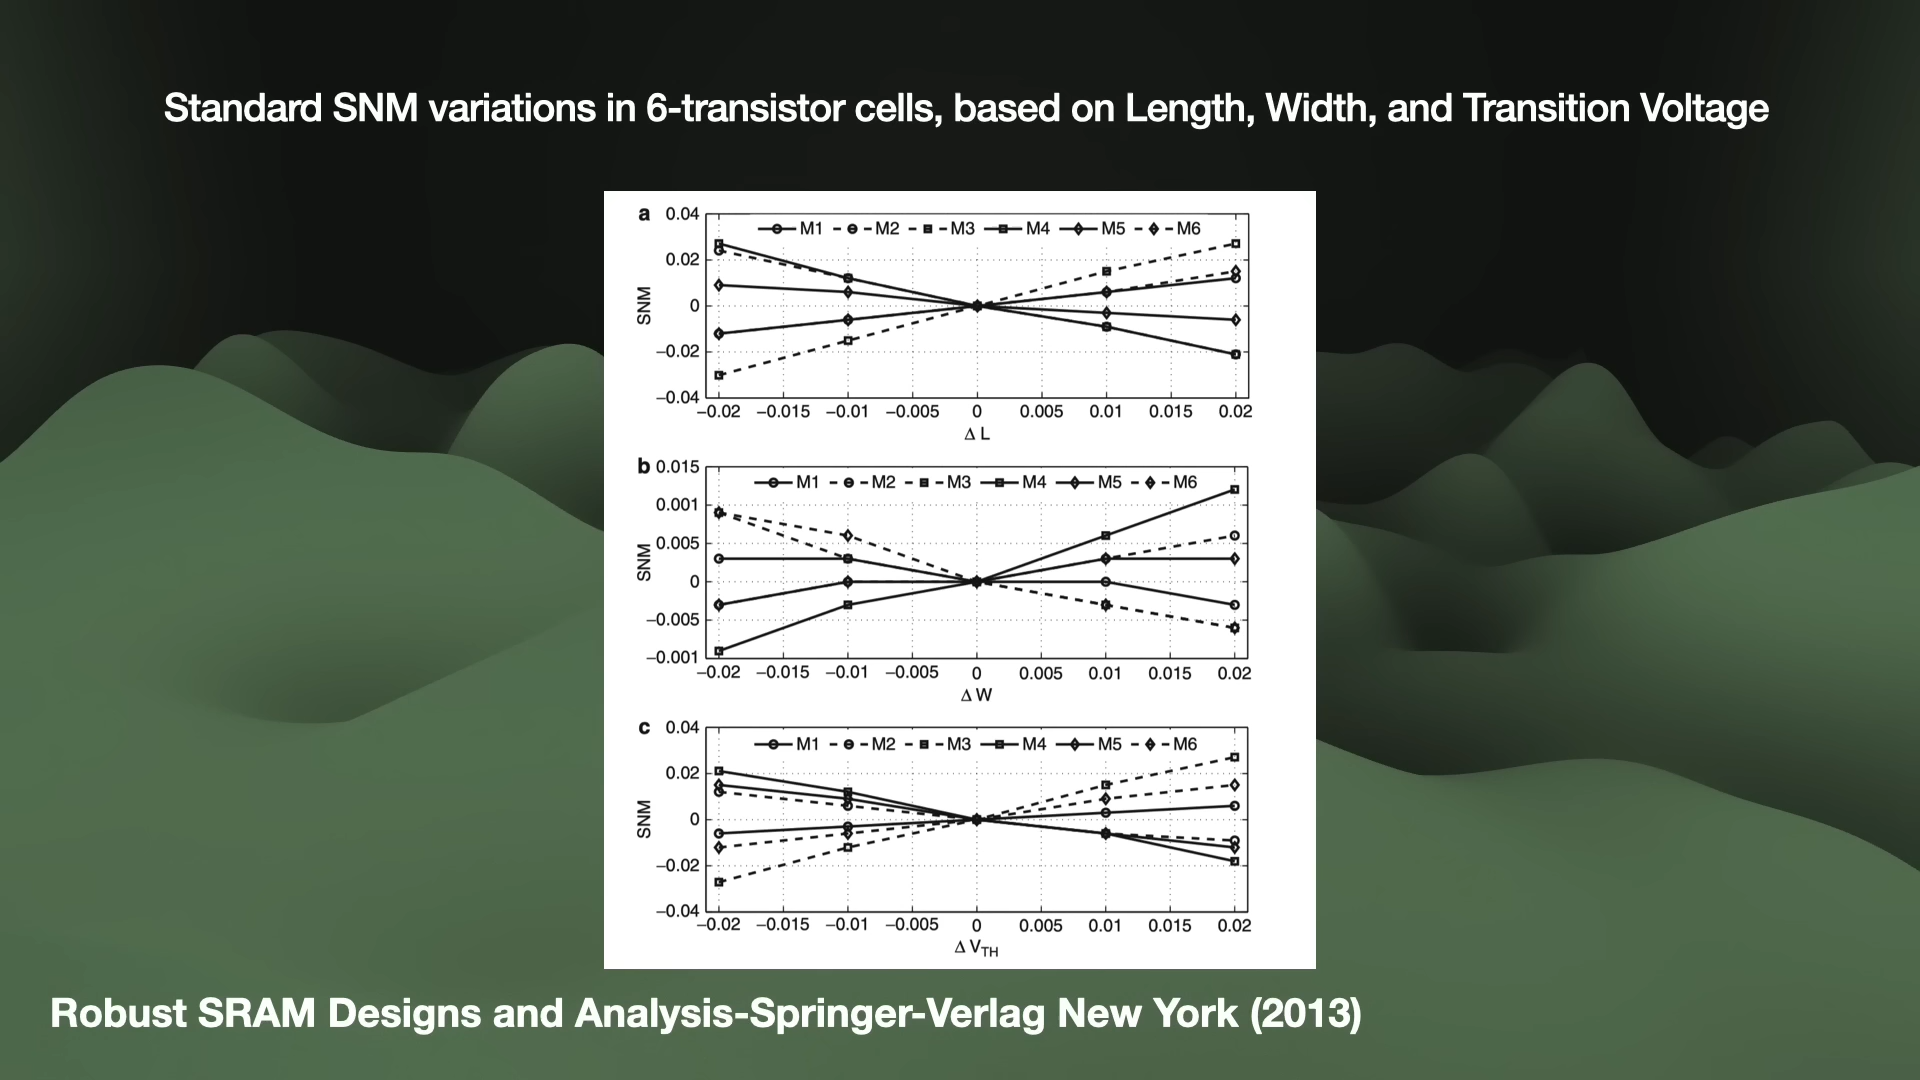 Standard SNM variations in 6-transistor cells, based on Length, Width, and Transition Voltage
a
0.04
M1 M2 M3 M4 M5 M6
0.02
0
−0.02
−0.04
SNM
−0.02 −0.015 −0.01 −0.005 0 0.005 0.01 0.015 0.02
Δ L
b
0.015
M1 M2 M3 M4 M5 M6
0.001
0.005
0
−0.005
−0.001
SNM
−0.02 −0.015 −0.01 −0.005 0 0.005 0.01 0.015 0.02
Δ W
c
0.04
M1 M2 M3 M4 M5 M6
0.02
0
−0.02
−0.04
SNM
−0.02 −0.015 −0.01 −0.005 0 0.005 0.01 0.015 0.02
Δ VTH
Robust SRAM Designs and Analysis-Springer-Verlag New York (2013)